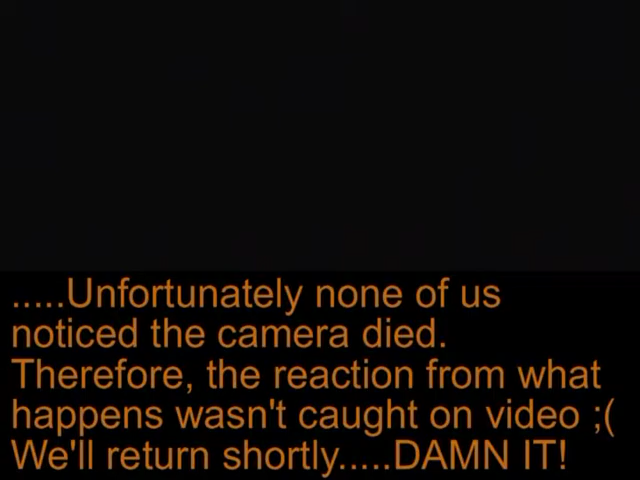 .....Unfortunately none of us
noticed the camera died.
Therefore, the reaction from what
happens wasn't caught on video ;(
We'll return shortly.....DAMN IT!